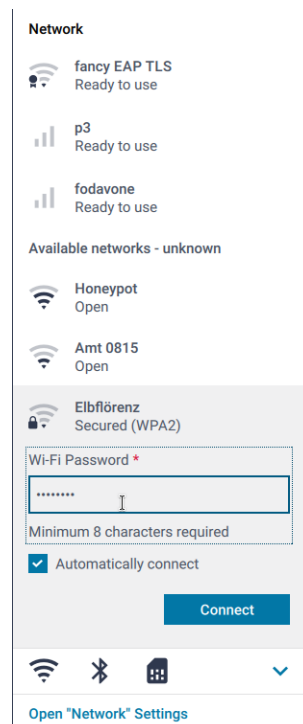 Network
fancy EAP TLS
Ready to use
p3
Ready to use
fodavone
Ready to use
Available networks - unknown
Honeypot
Open
Amt 0815
Open
Elbflörenz
Secured (WPA2)
Wi-Fi Password *
••••••••
Minimum 8 characters required
Automatically connect
Connect
Open "Network" Settings